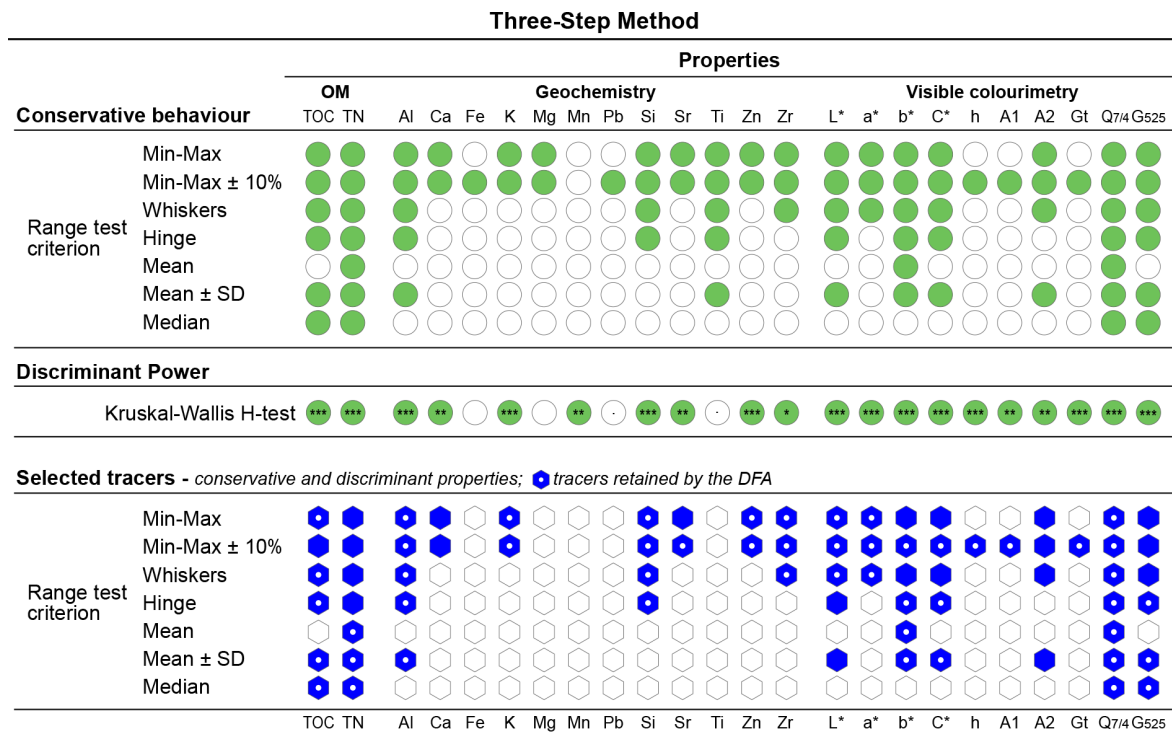 Three-Step Method
Properties
OM Geochemistry Visible colourimetry
Conservative behaviour TOC TN Al Ca Fe K Mg Mn Pb Si Sr Ti Zn Zr L* a* b* C* h A1 A2 Gt Q7/4 G525
Min-Max
Min-Max ± 10%
Whiskers
Range test criterion
Hinge
Mean
Mean ± SD
Median
Discriminant Power
Kruskal-Wallis H-test *** *** *** ** *** ** . *** ** . *** * *** *** *** *** *** ** ** *** *** ***
Selected tracers - conservative and discriminant properties; tracers retained by the DFA
Min-Max
Min-Max ± 10%
Whiskers
Range test criterion
Hinge
Mean
Mean ± SD
Median
TOC TN Al Ca Fe K Mg Mn Pb Si Sr Ti Zn Zr L* a* b* C* h A1 A2 Gt Q7/4 G525